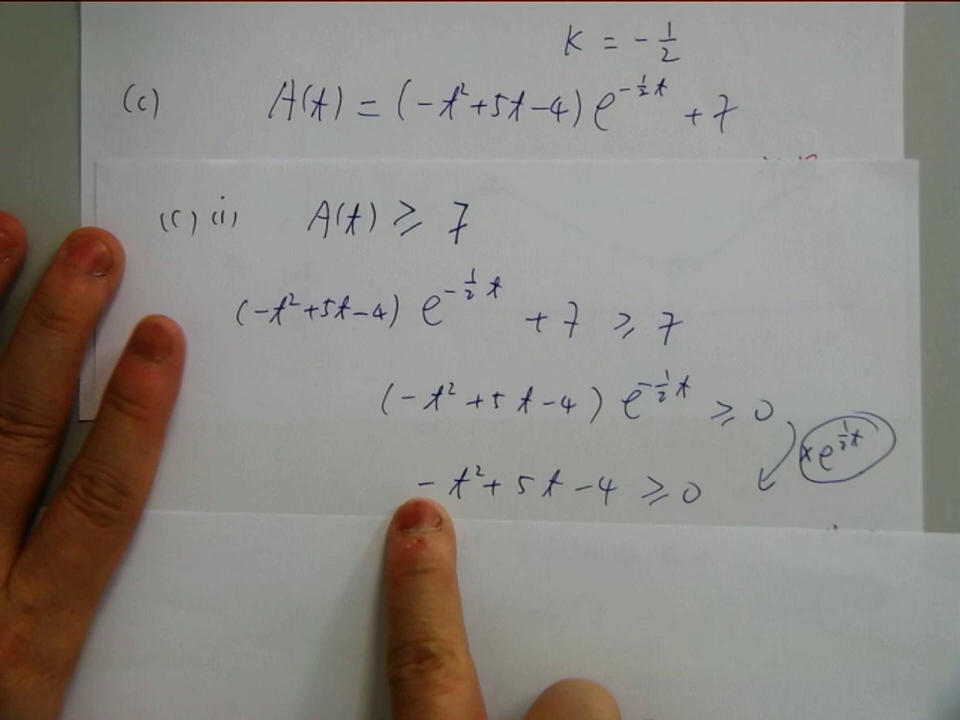 K = -1/2
(c) A(t) = (-t²+5t-4) e^{-1/2 t} + 7
(c) (i) A(t) ≥ 7
(-t²+5t-4) e^{-1/2 t} + 7 ≥ 7
(-t²+5t-4) e^{-1/2 t} ≥ 0
× e^{1/2 t}
-t²+5t-4 ≥ 0